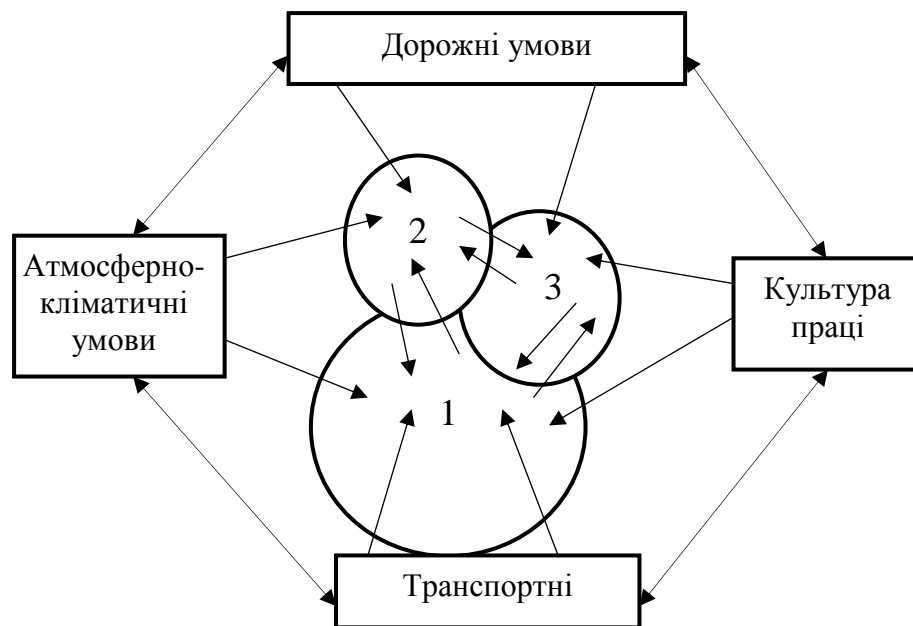 Дорожні умови
2
3
Атмосферно-
кліматичні
умови
Культура
праці
1
Транспортні